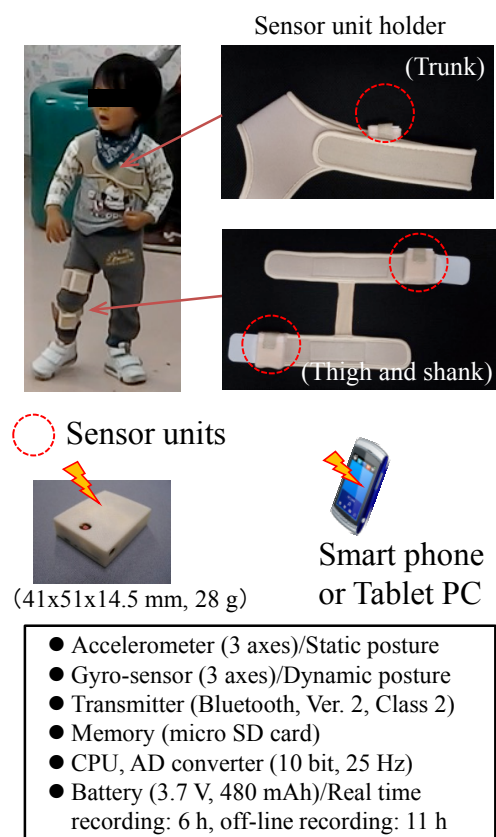 Sensor unit holder
(Trunk)
(Thigh and shank)
Sensor units
(41x51x14.5 mm, 28 g)
Smart phone
or Tablet PC
● Accelerometer (3 axes)/Static posture
● Gyro-sensor (3 axes)/Dynamic posture
● Transmitter (Bluetooth, Ver. 2, Class 2)
● Memory (micro SD card)
● CPU, AD converter (10 bit, 25 Hz)
● Battery (3.7 V, 480 mAh)/Real time
recording: 6 h, off-line recording: 11 h